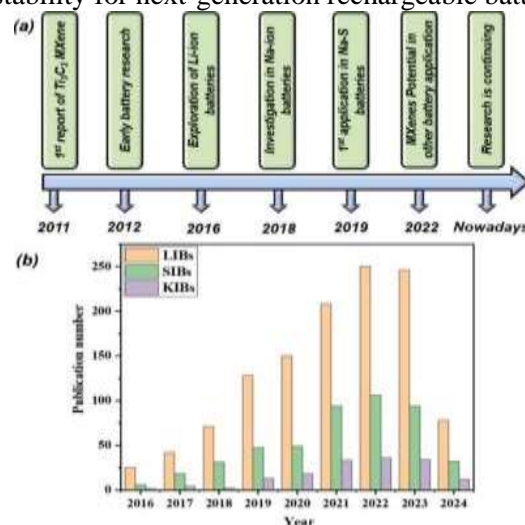 stability for next-generation rechargeable bat
(a)
1st report of Ti3C2 MXene
Early battery research
Exploration of Li-ion
batteries
Investigation in Na-ion
batteries
1st application in Na-S
batteries
MXenes Potential in
other battery application
Research is continuing
2011
2012
2016
2018
2019
2022
Nowadays
(b)
LIBs
SIBs
KIBs
Publication number
250
200
150
100
50
0
2016
2017
2018
2019
2020
2021
2022
2023
2024
Year